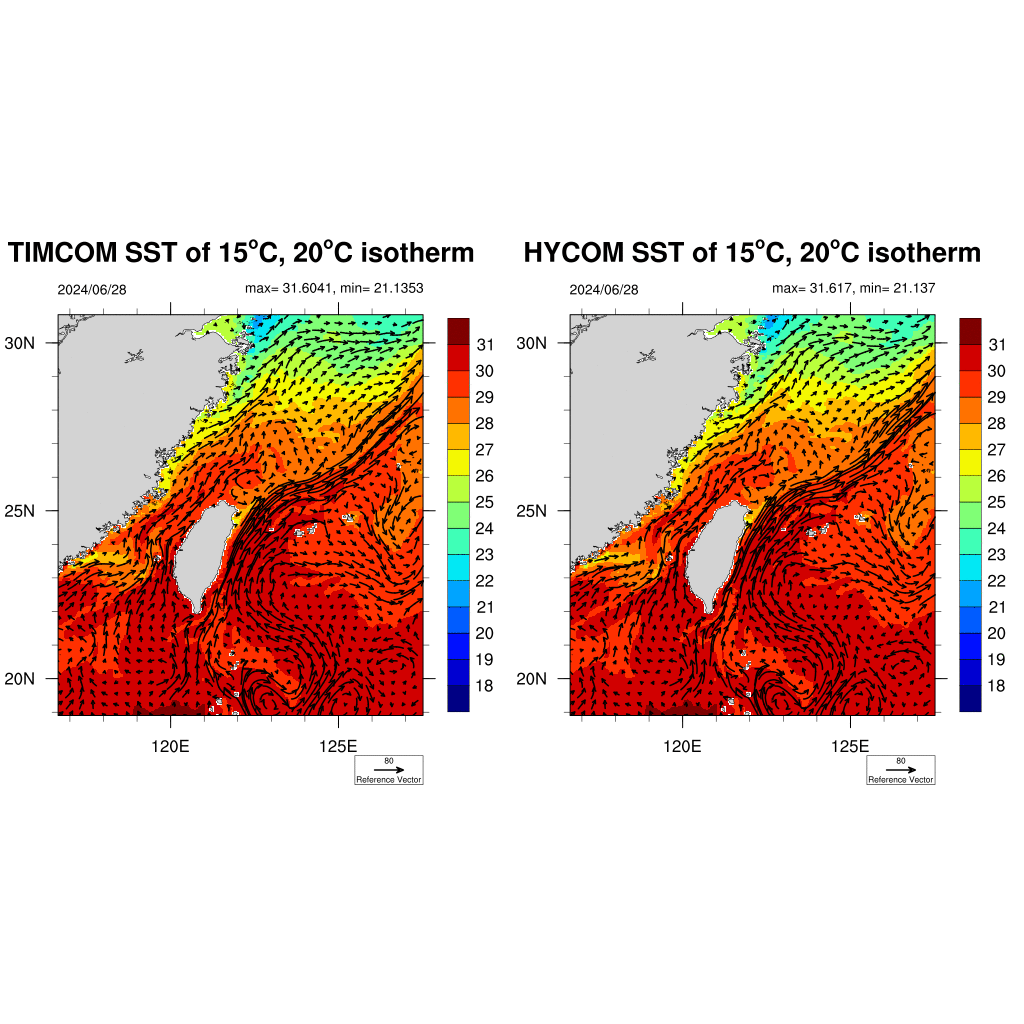 TIMCOM SST of 15°C, 20°C isotherm
2024/06/28
max= 31.6041, min= 21.1353
30N
25N
20N
120E
125E
31
30
29
28
27
26
25
24
23
22
21
20
19
18
80
Reference Vector
HYCOM SST of 15°C, 20°C isotherm
2024/06/28
max= 31.617, min= 21.137
30N
25N
20N
120E
125E
31
30
29
28
27
26
25
24
23
22
21
20
19
18
80
Reference Vector